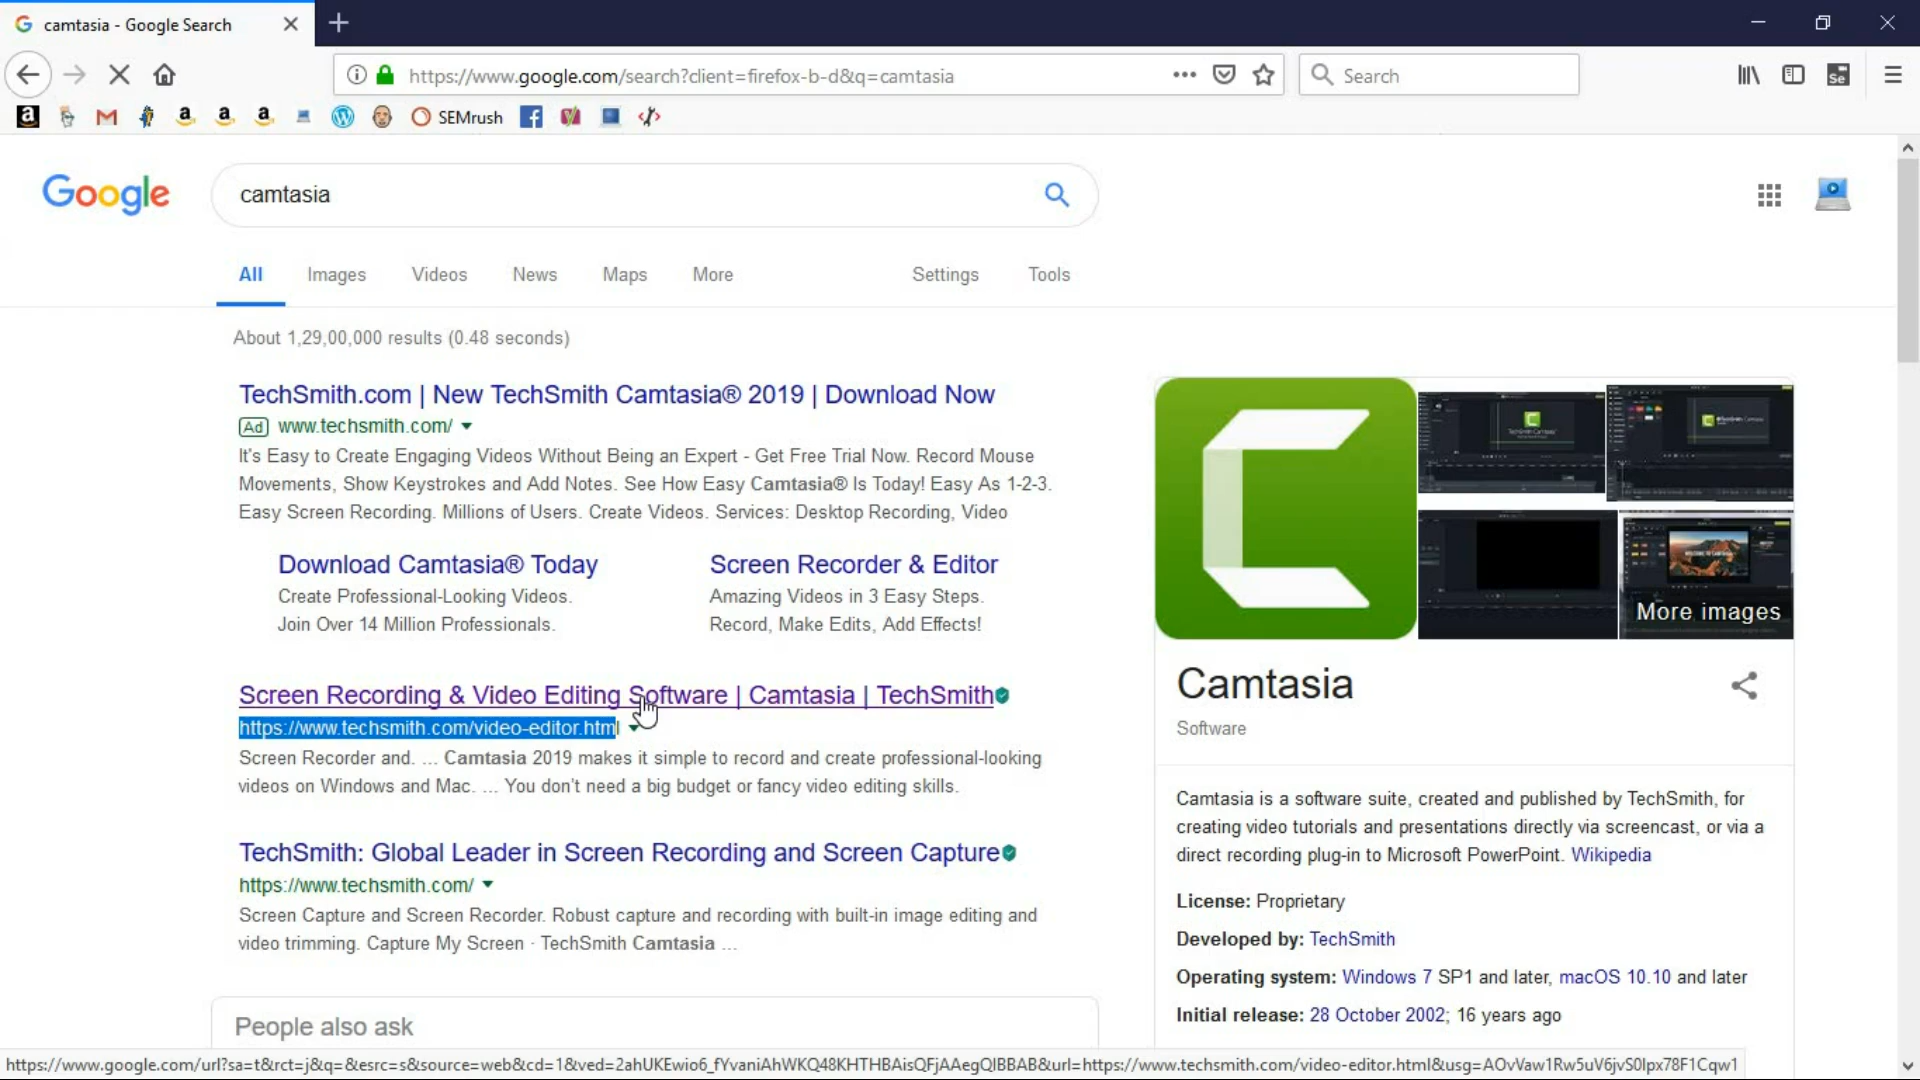 camtasia - Google Search
https://www.google.com/search?client=firefox-b-d&q=camtasia
Search
Se
SEMrush
Google
camtasia
All Images Videos News Maps More Settings Tools
About 1,29,00,000 results (0.48 seconds)
TechSmith.com | New TechSmith Camtasia® 2019 | Download Now
Ad www.techsmith.com/
It's Easy to Create Engaging Videos Without Being an Expert - Get Free Trial Now. Record Mouse
Movements, Show Keystrokes and Add Notes. See How Easy Camtasia® Is Today! Easy As 1-2-3.
Easy Screen Recording. Millions of Users. Create Videos. Services: Desktop Recording, Video
Download Camtasia® Today
Create Professional-Looking Videos.
Join Over 14 Million Professionals.
Screen Recorder & Editor
Amazing Videos in 3 Easy Steps.
Record, Make Edits, Add Effects!
Screen Recording & Video Editing Software | Camtasia | TechSmith
https://www.techsmith.com/video-editor.html
Screen Recorder and. ... Camtasia 2019 makes it simple to record and create professional-looking
videos on Windows and Mac. ... You don't need a big budget or fancy video editing skills.
TechSmith: Global Leader in Screen Recording and Screen Capture
https://www.techsmith.com/
Screen Capture and Screen Recorder. Robust capture and recording with built-in image editing and
video trimming. Capture My Screen · TechSmith Camtasia ...
People also ask
More images
Camtasia
Software
Camtasia is a software suite, created and published by TechSmith, for
creating video tutorials and presentations directly via screencast, or via a
direct recording plug-in to Microsoft PowerPoint. Wikipedia
License: Proprietary
Developed by: TechSmith
Operating system: Windows 7 SP1 and later, macOS 10.10 and later
Initial release: 28 October 2002; 16 years ago
https://www.google.com/url?sa=t&rct=j&q=&esrc=s&source=web&cd=1&ved=2ahUKEwio6_fYvaniAhWKQ48KHTHBAisQFjAAegQIBBAB&url=https://www.techsmith.com/video-editor.html&usg=AOvVaw1Rw5uV6jvS0lpx78F1Cqw1